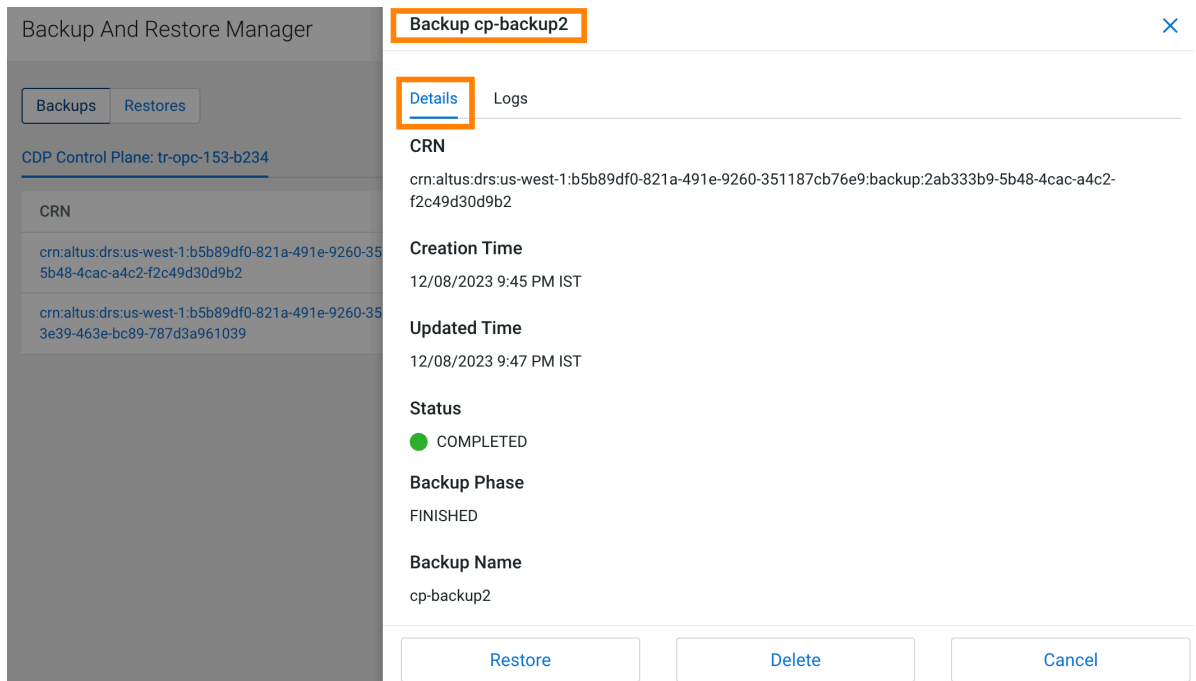 Backup And Restore Manager
Backups
Restores
CDP Control Plane: tr-opc-153-b234
CRN
crn:altus:drs:us-west-1:b5b89df0-821a-491e-9260-35
5b48-4cac-a4c2-f2c49d30d9b2
crn:altus:drs:us-west-1:b5b89df0-821a-491e-9260-35
3e39-463e-bc89-787d3a961039
Backup cp-backup2
Details
Logs
CRN
crn:altus:drs:us-west-1:b5b89df0-821a-491e-9260-351187cb76e9:backup:2ab333b9-5b48-4cac-a4c2-
f2c49d30d9b2
Creation Time
12/08/2023 9:45 PM IST
Updated Time
12/08/2023 9:47 PM IST
Status
COMPLETED
Backup Phase
FINISHED
Backup Name
cp-backup2
Restore
Delete
Cancel